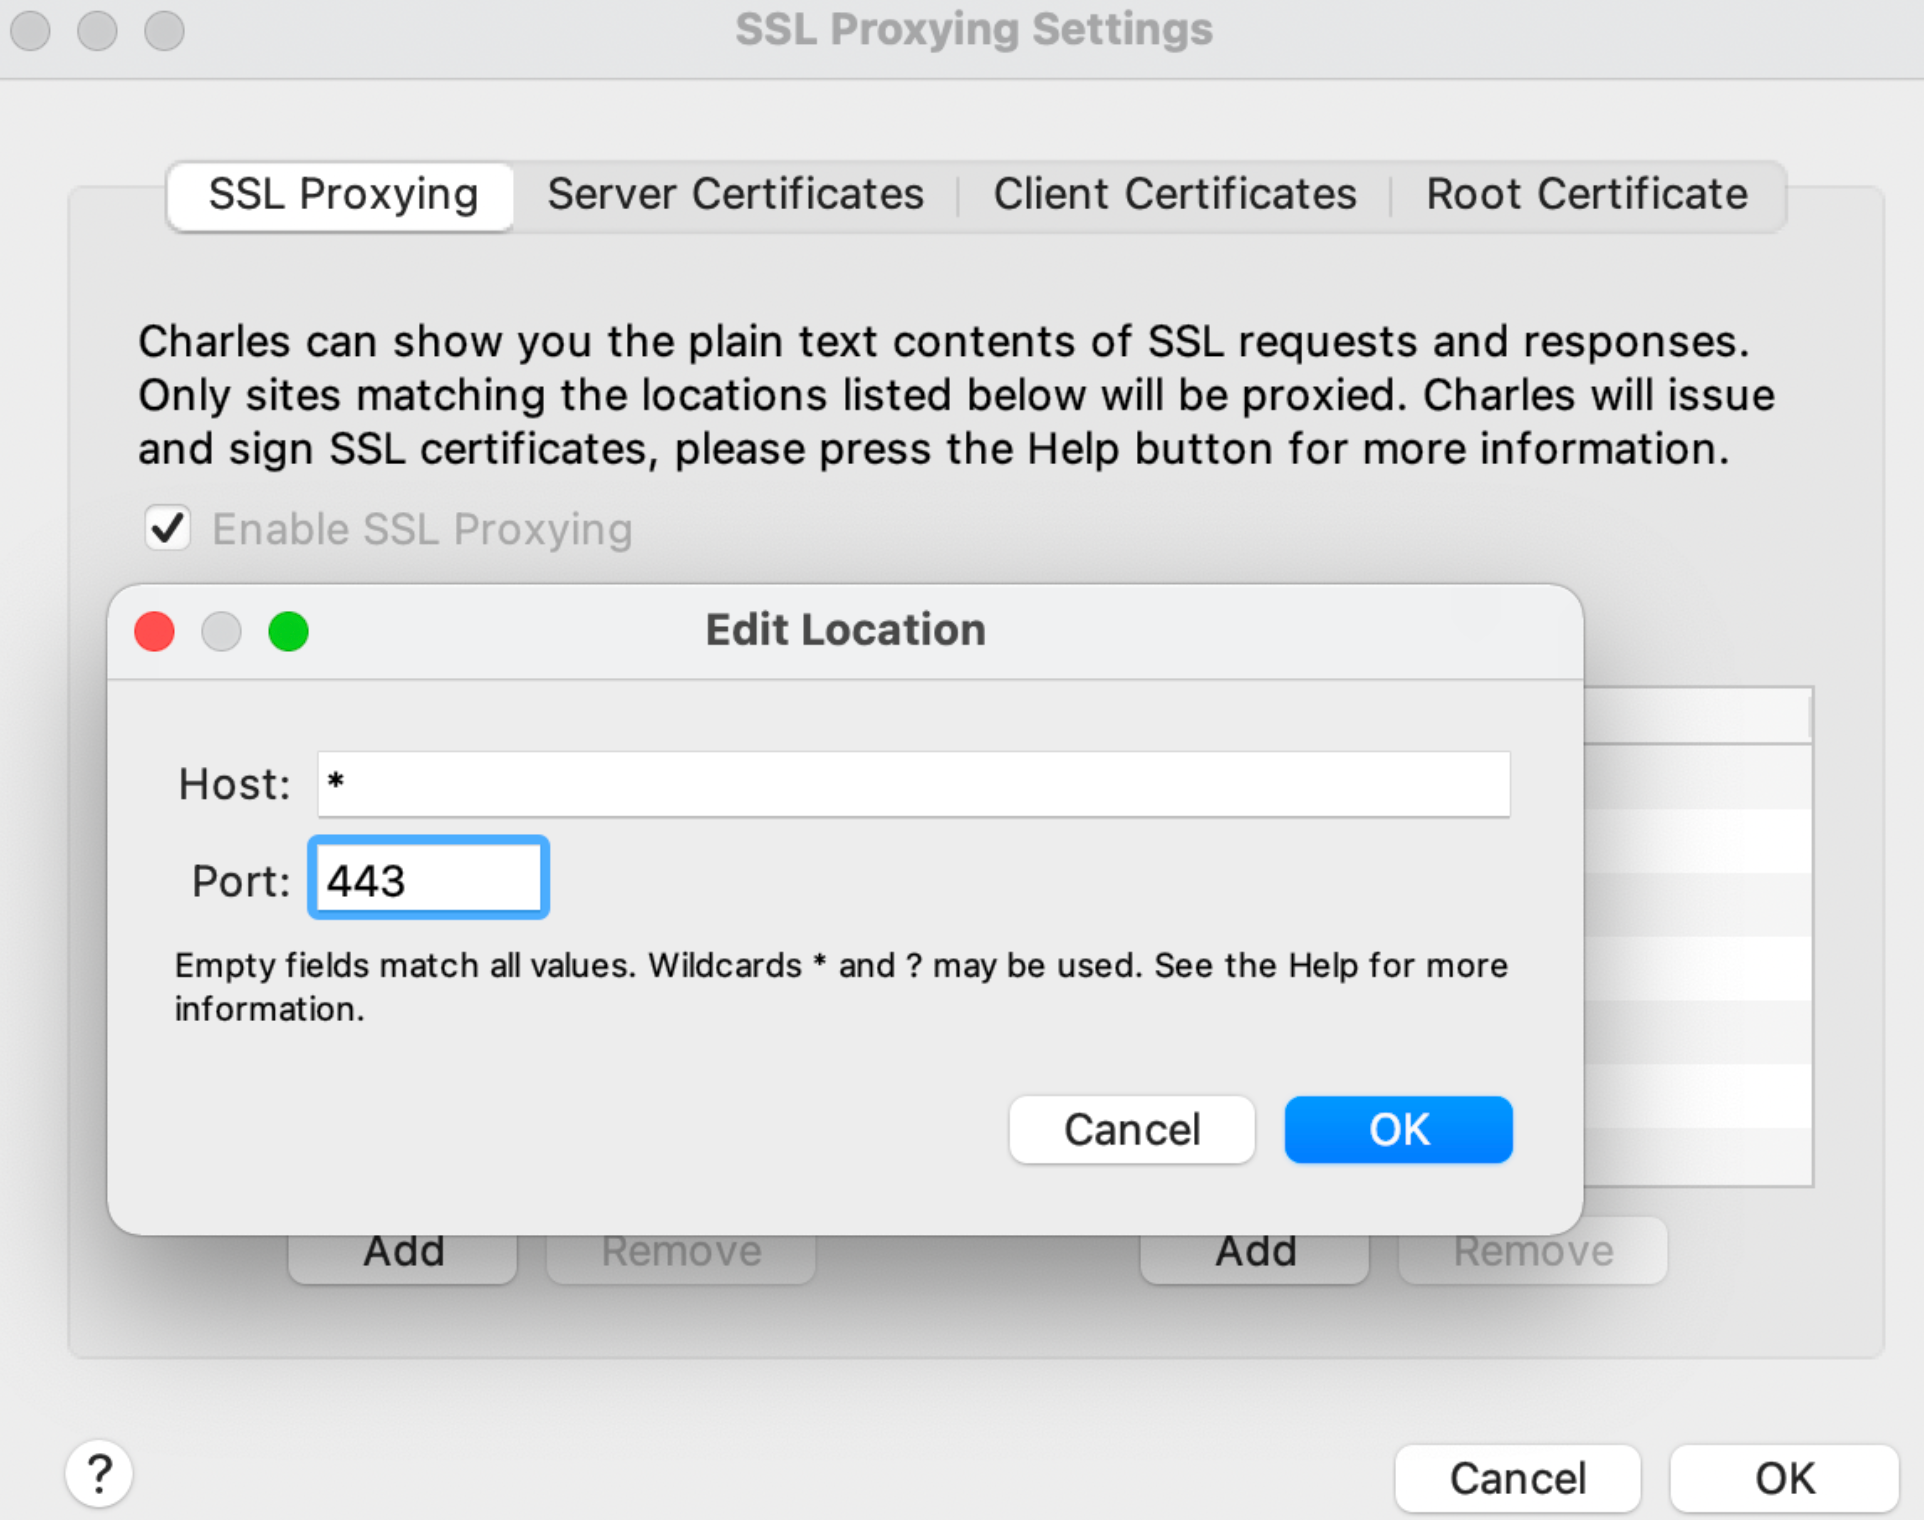 SSL Proxying Settings
SSL Proxying
Server Certificates
Client Certificates
Root Certificate
Charles can show you the plain text contents of SSL requests and responses.
Only sites matching the locations listed below will be proxied. Charles will issue
and sign SSL certificates, please press the Help button for more information.
Enable SSL Proxying
Edit Location
Host: *
Port: 443
Empty fields match all values. Wildcards * and ? may be used. See the Help for more
information.
Cancel
OK
Add
Remove
Add
Remove
?
Cancel
OK